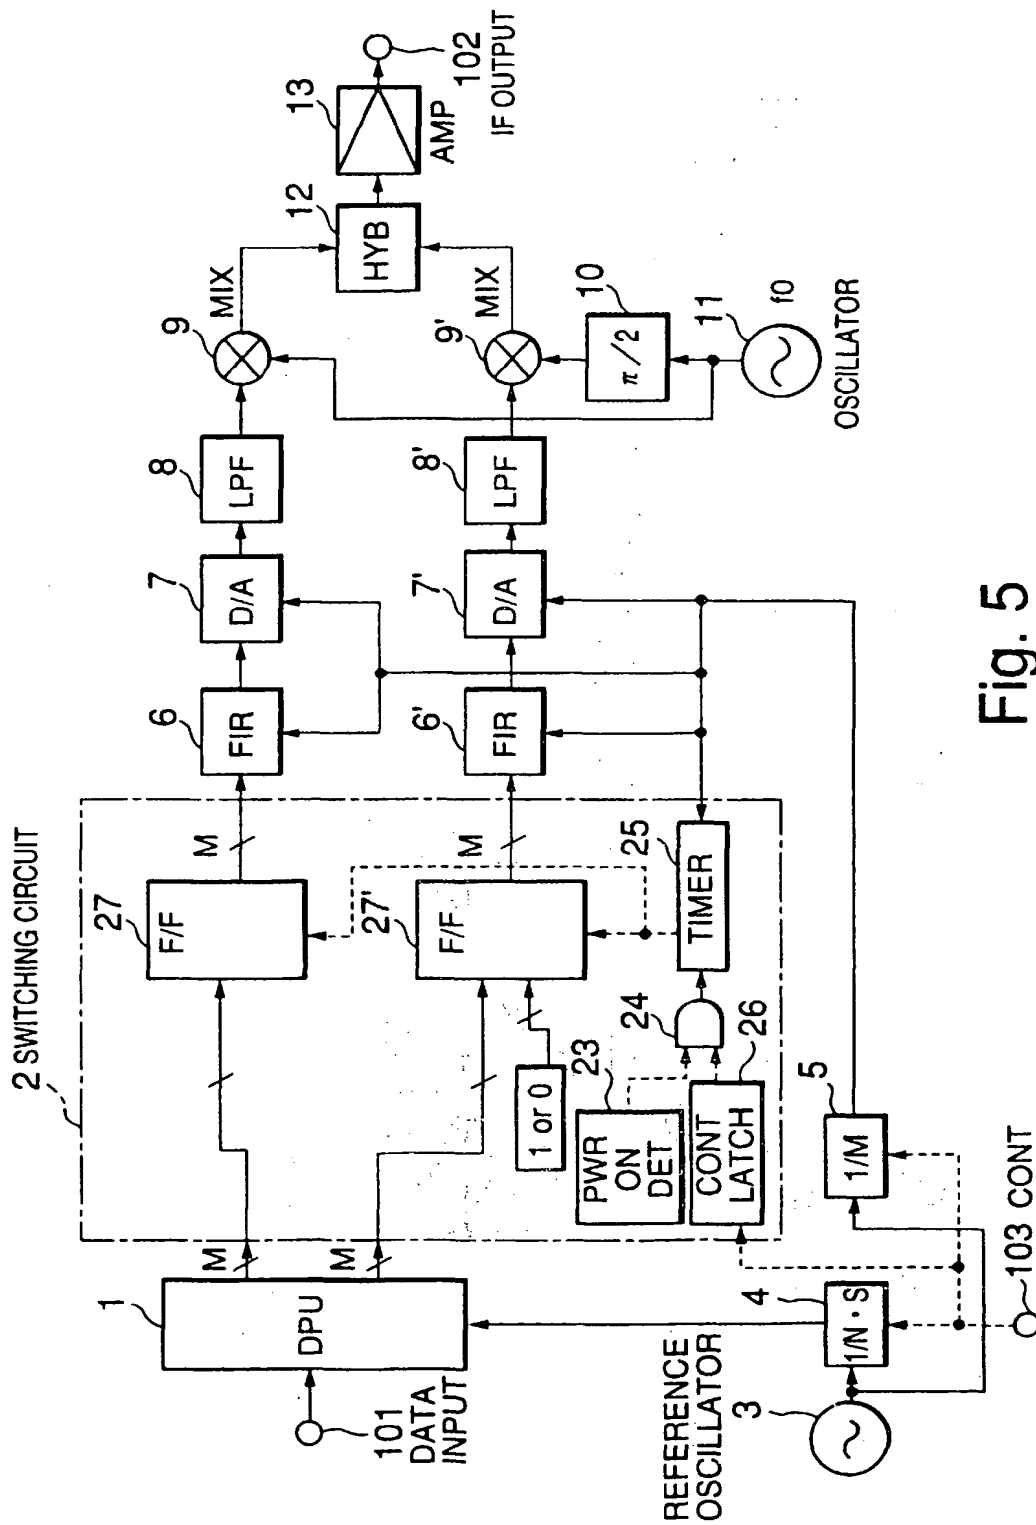 2 SWITCHING CIRCUIT
101
DATA
INPUT
1
DPU
M
M
27
F/F
M
27'
F/F
M
1 or 0
23
PWR
ON
DET
24
CONT
LATCH
26
25
TIMER
6
FIR
6'
FIR
7
D/A
7'
D/A
8
LPF
8'
LPF
9
MIX
9'
MIX
10
π/2
11
f0
OSCILLATOR
12
HYB
13
AMP
102
IF OUTPUT
REFERENCE
OSCILLATOR
3
4
1/N・S
5
1/M
103 CONT
Fig. 5